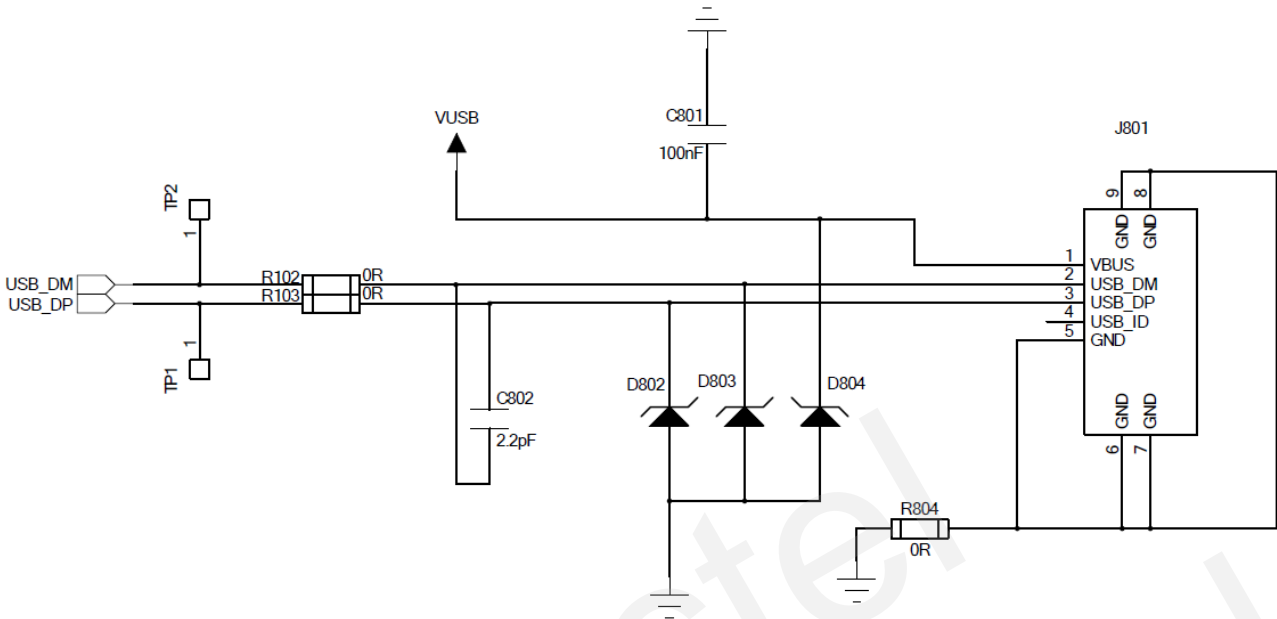 C801
100nF
VUSB
J801
TP2
1
9
8
GND
GND
1
VBUS
USB_DM
R102
0R
2
USB_DM
USB_DP
R103
0R
3
USB_DP
4
USB_ID
5
GND
1
TP1
C802
2.2pF
D802
D803
D804
GND
GND
6
7
R804
0R
stel